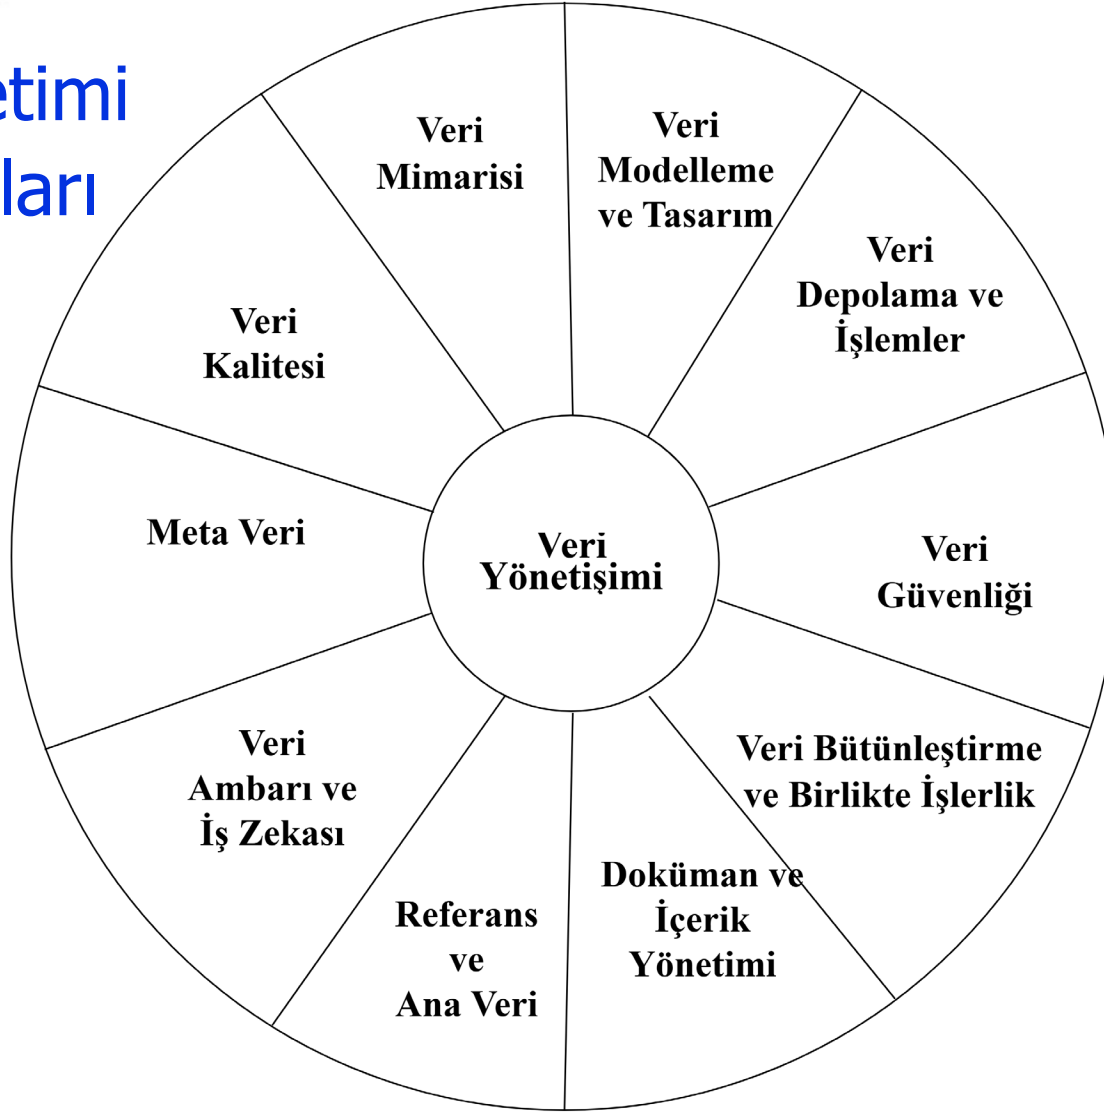 etimi
ları
Veri
Mimarisi
Veri
Modelleme
ve Tasarım
Veri
Depolama ve
İşlemler
Veri
Güvenliği
Veri Bütünleştirme
ve Birlikte İşlerlik
Doküman ve
İçerik
Yönetimi
Referans
ve
Ana Veri
Veri
Ambarı ve
İş Zekası
Meta Veri
Veri
Kalitesi
Veri
Yönetişimi